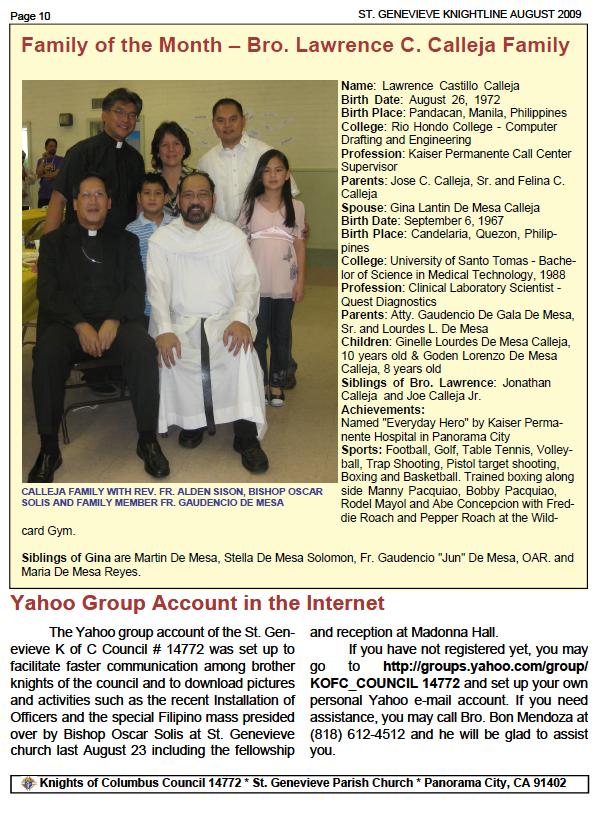 Page 10
ST. GENEVIEVE KNIGHTLINE AUGUST 2009
Family of the Month – Bro. Lawrence C. Calleja Family
Name: Lawrence Castillo Calleja
Birth Date: August 26, 1972
Birth Place: Pandacan, Manila, Philippines
College: Rio Hondo College - Computer
Drafting and Engineering
Profession: Kaiser Permanente Call Center
Supervisor
Parents: Jose C. Calleja, Sr. and Felina C.
Calleja
Spouse: Gina Lantin De Mesa Calleja
Birth Date: September 6, 1967
Birth Place: Candelaria, Quezon, Philip-
pines
College: University of Santo Tomas - Bache-
lor of Science in Medical Technology, 1988
Profession: Clinical Laboratory Scientist -
Quest Diagnostics
Parents: Atty. Gaudencio De Gala De Mesa,
Sr. and Lourdes L. De Mesa
Children: Ginelle Lourdes De Mesa Calleja,
10 years old & Goden Lorenzo De Mesa
Calleja, 8 years old
Siblings of Bro. Lawrence: Jonathan
Calleja and Joe Calleja Jr.
Achievements:
Named "Everyday Hero" by Kaiser Perma-
nente Hospital in Panorama City
Sports: Football, Golf, Table Tennis, Volley-
ball, Trap Shooting, Pistol target shooting,
Boxing and Basketball. Trained boxing along
side Manny Pacquiao, Bobby Pacquiao,
Rodel Mayol and Abe Concepcion with Fred-
die Roach and Pepper Roach at the Wild-
card Gym.
CALLEJA FAMILY WITH REV. FR. ALDEN SISON, BISHOP OSCAR
SOLIS AND FAMILY MEMBER FR. GAUDENCIO DE MESA
Siblings of Gina are Martin De Mesa, Stella De Mesa Solomon, Fr. Gaudencio "Jun" De Mesa, OAR. and
Maria De Mesa Reyes.
Yahoo Group Account in the Internet
The Yahoo group account of the St. Gen-
evieve K of C Council # 14772 was set up to
facilitate faster communication among brother
knights of the council and to download pictures
and activities such as the recent Installation of
Officers and the special Filipino mass presided
over by Bishop Oscar Solis at St. Genevieve
church last August 23 including the fellowship
and reception at Madonna Hall.
If you have not registered yet, you may
go to http://groups.yahoo.com/group/
KOFC_COUNCIL 14772 and set up your own
personal Yahoo e-mail account. If you need
assistance, you may call Bro. Bon Mendoza at
(818) 612-4512 and he will be glad to assist
you.
Knights of Columbus Council 14772 * St. Genevieve Parish Church * Panorama City, CA 91402